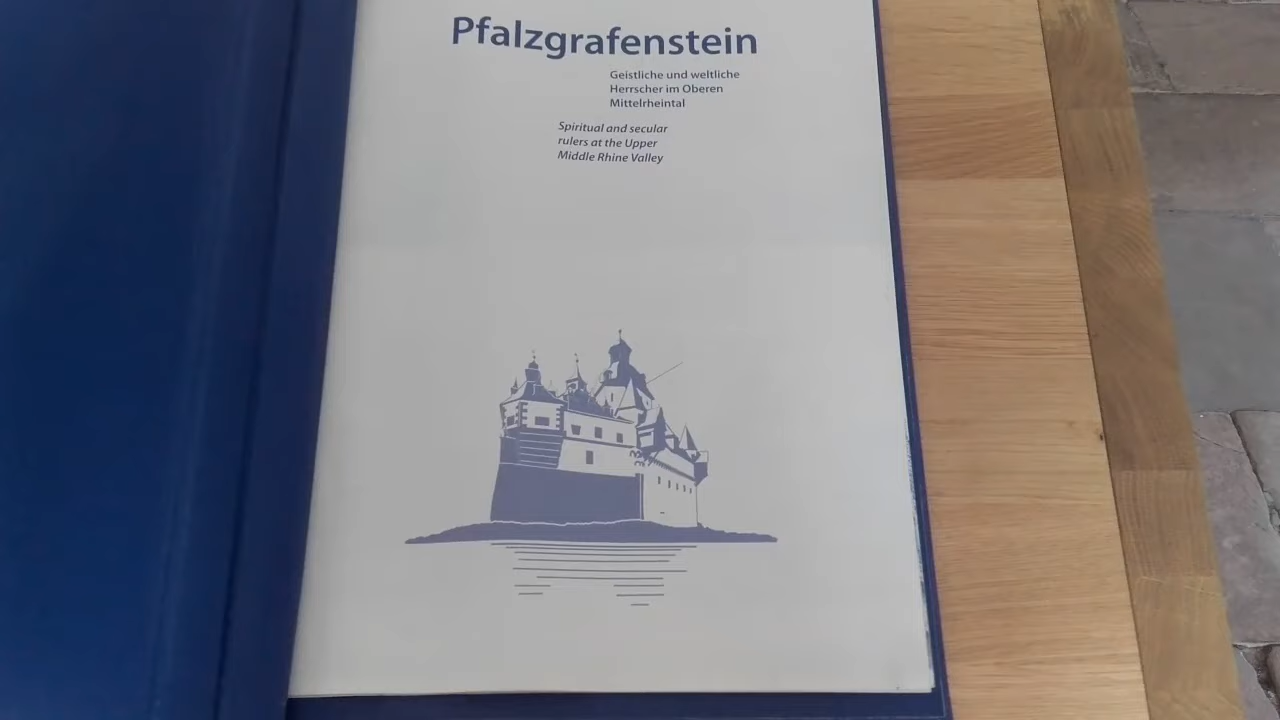 Pfalzgrafenstein
Geistliche und weltliche
Herrscher im Oberen
Mittelrheintal
Spiritual and secular
rulers at the Upper
Middle Rhine Valley